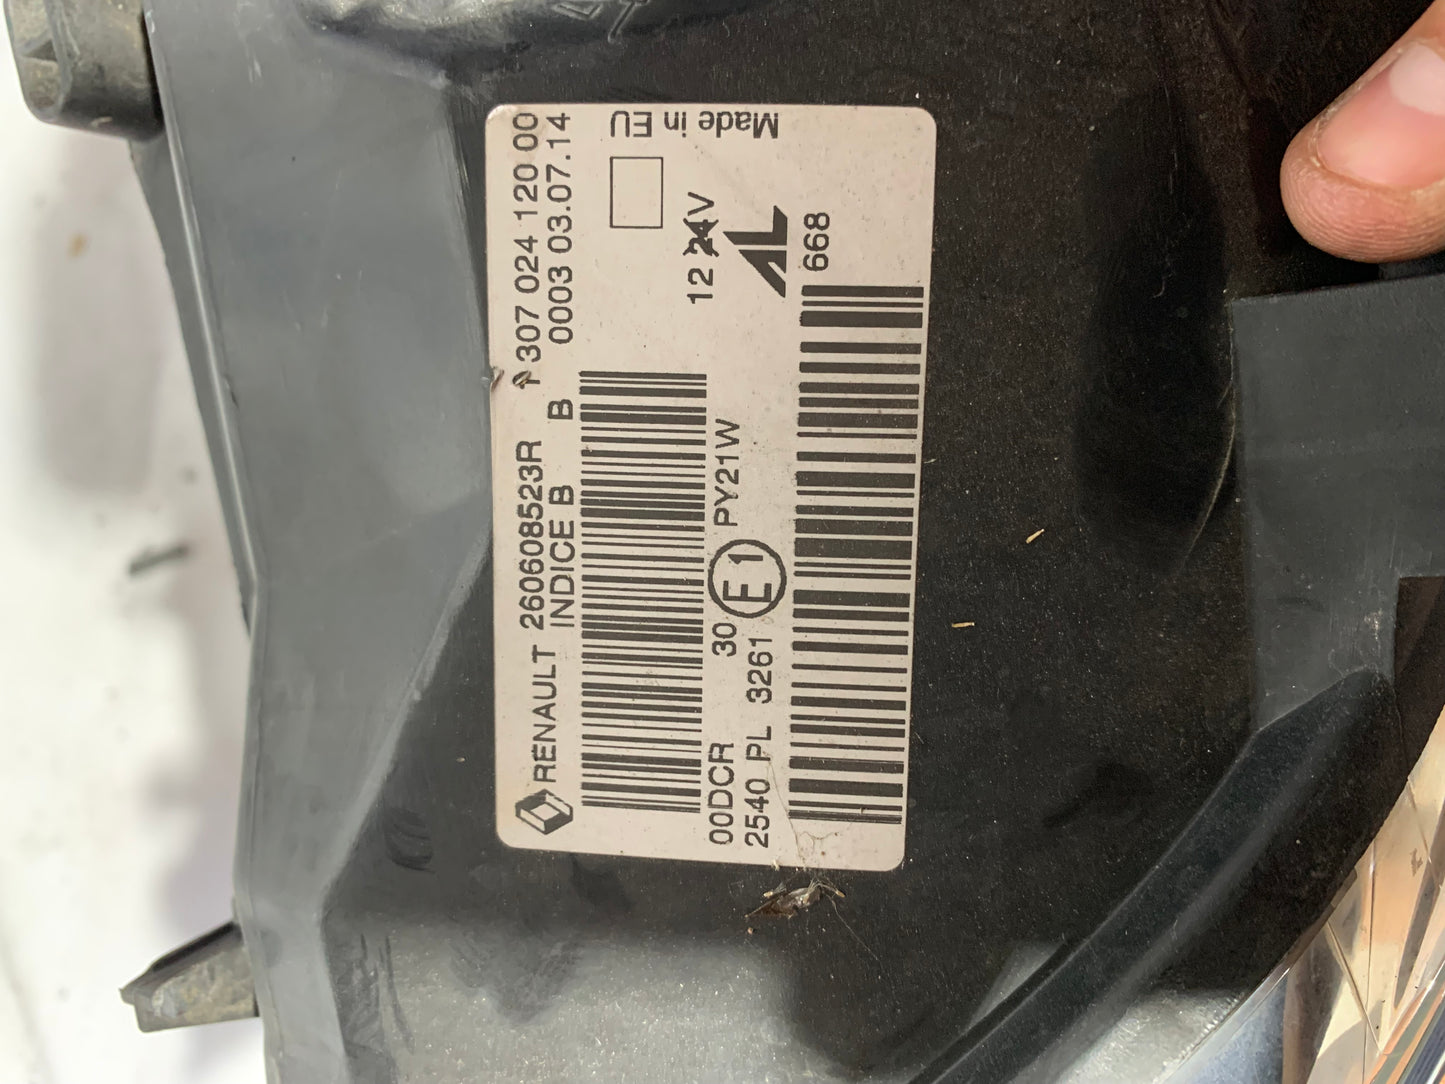 RENAULT 260608523R 1 307 024 120 00
INDICE B B 0003 03.07.14
Made in EU
12 24V
AL
00DCR 30 E1 PY21W
2540 PL 3261
668